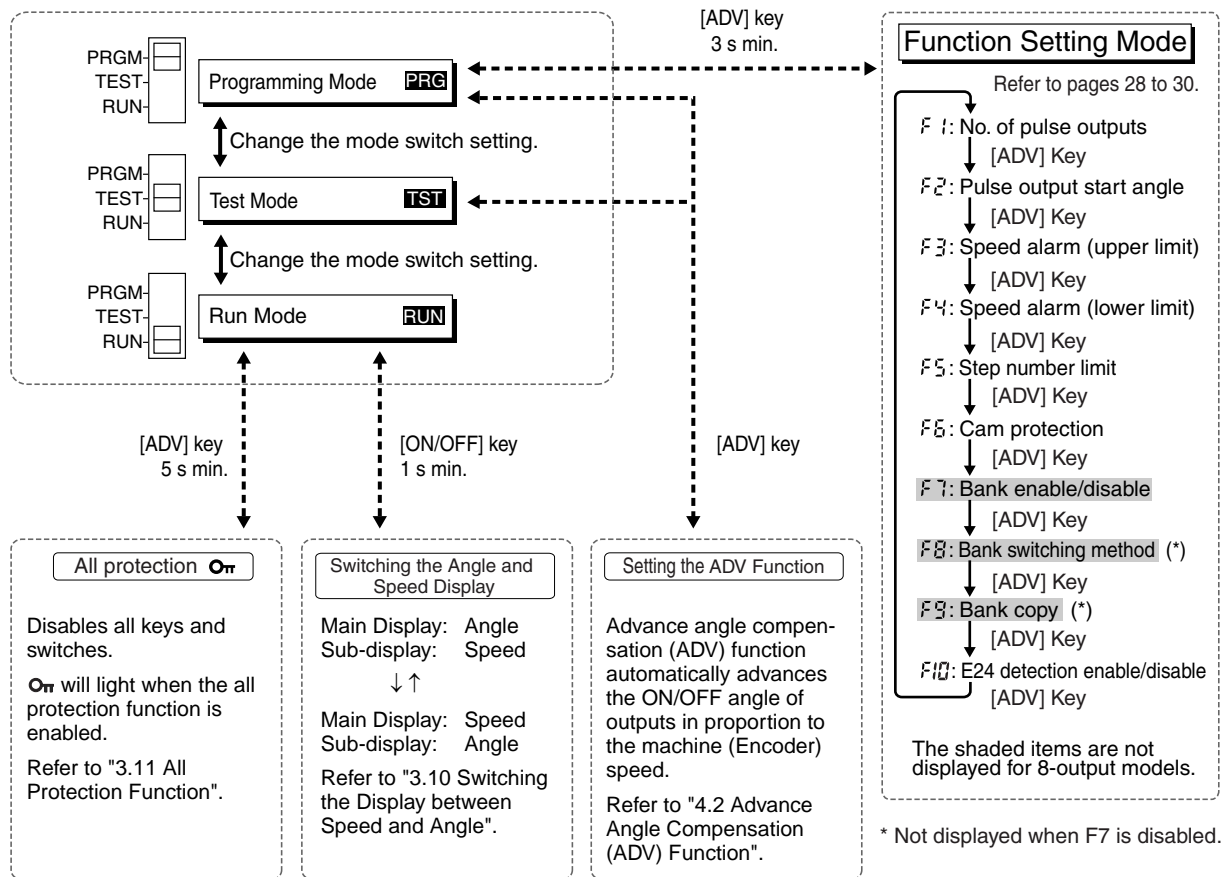 PRGM
TEST
RUN
Programming Mode PRG
Change the mode switch setting.
PRGM
TEST
RUN
Test Mode TST
Change the mode switch setting.
PRGM
TEST
RUN
Run Mode RUN
[ADV] key
3 s min.
[ADV] key
5 s min.
[ON/OFF] key
1 s min.
[ADV] key
All protection
Disables all keys and
switches.
will light when the all
protection function is
enabled.
Refer to "3.11 All
Protection Function".
Switching the Angle and
Speed Display
Main Display: Angle
Sub-display: Speed
↓↑
Main Display: Speed
Sub-display: Angle
Refer to "3.10 Switching
the Display between
Speed and Angle".
Setting the ADV Function
Advance angle compen-
sation (ADV) function
automatically advances
the ON/OFF angle of
outputs in proportion to
the machine (Encoder)
speed.
Refer to "4.2 Advance
Angle Compensation
(ADV) Function".
Function Setting Mode
Refer to pages 28 to 30.
F1: No. of pulse outputs
[ADV] Key
F2: Pulse output start angle
[ADV] Key
F3: Speed alarm (upper limit)
[ADV] Key
F4: Speed alarm (lower limit)
[ADV] Key
F5: Step number limit
[ADV] Key
F6: Cam protection
[ADV] Key
F7: Bank enable/disable
[ADV] Key
F8: Bank switching method (*)
[ADV] Key
F9: Bank copy (*)
[ADV] Key
F10: E24 detection enable/disable
[ADV] Key
The shaded items are not
displayed for 8-output models.
* Not displayed when F7 is disabled.